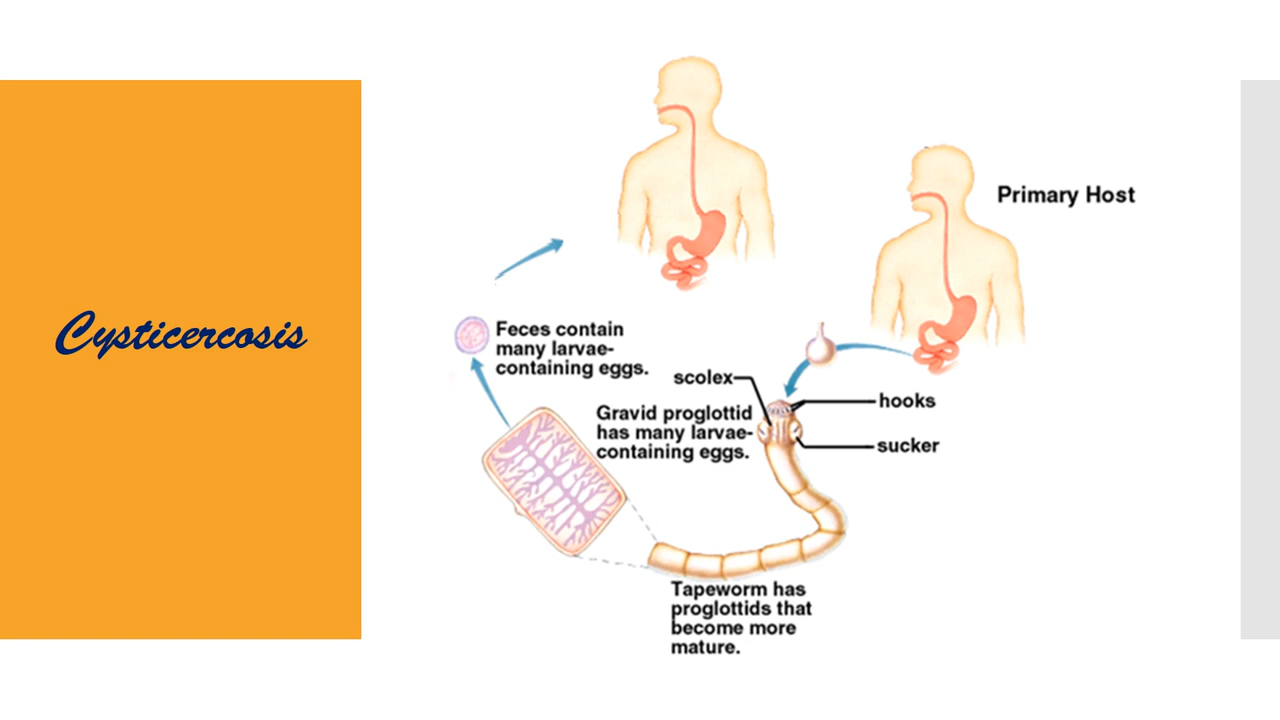 Cysticercosis
Primary Host
Feces contain
many larvae-
containing eggs.
scolex
hooks
Gravid proglottid
has many larvae-
containing eggs.
sucker
Tapeworm has
proglottids that
become more
mature.